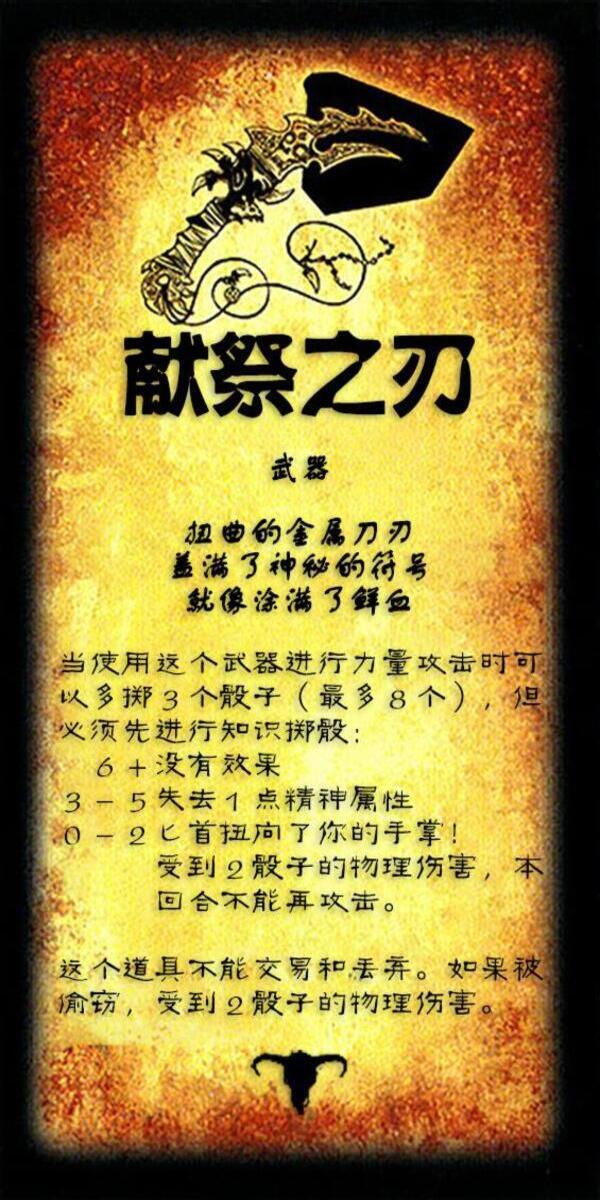 献祭之刃
武器
扭曲的金属刀刃
盖满了神秘的符号
就像涂满了鲜血
当使用这个武器进行力量攻击时可
以多掷3个骰子（最多8个），但
必须先进行知识掷骰：
6+没有效果
3-5失去1点精神属性
0-2匕首扭向了你的手掌！
受到2骰子的物理伤害，本
回合不能再攻击。
这个道具不能交易和丢弃。如果被
偷窃，受到2骰子的物理伤害。